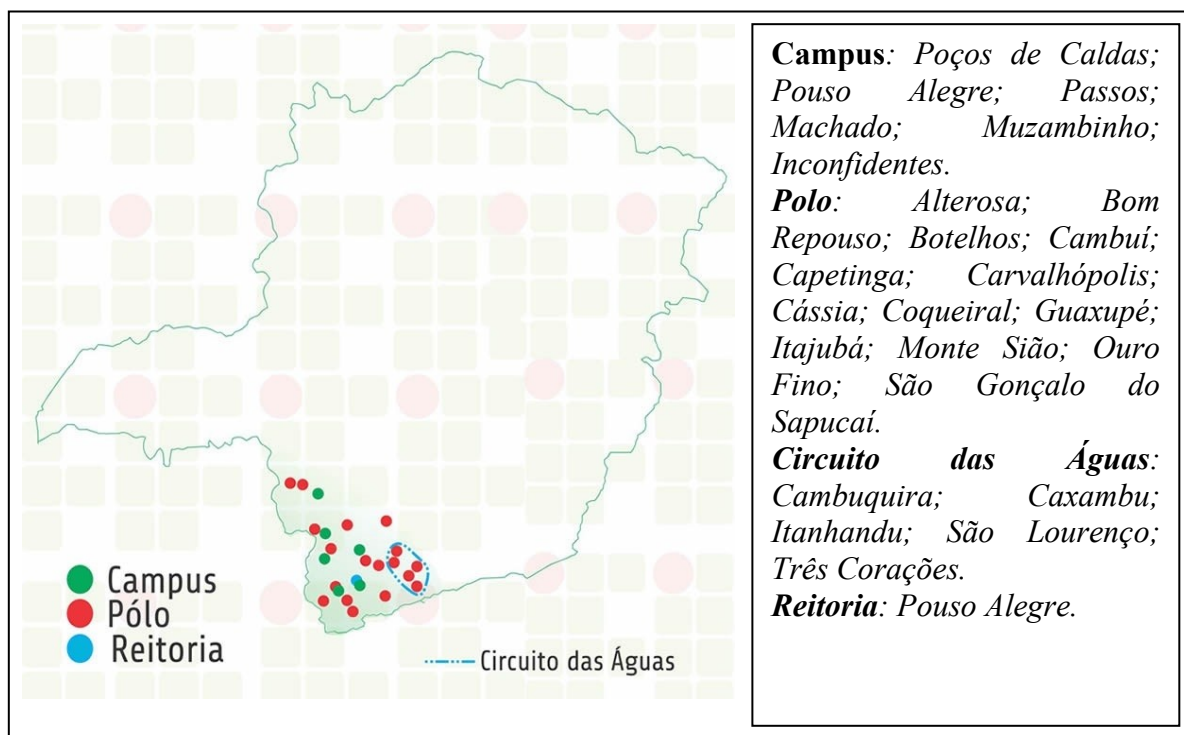 Campus
Pólo
Reitoria
Circuito das Águas
Campus: Poços de Caldas;
Pouso Alegre; Passos;
Machado; Muzambinho;
Inconfidentes.
Polo: Alterosa; Bom
Repouso; Botelhos; Cambuí;
Capetinga; Carvalhópolis;
Cássia; Coqueiral; Guaxupé;
Itajubá; Monte Sião; Ouro
Fino; São Gonçalo do
Sapucaí.
Circuito das Águas:
Cambuquira; Caxambu;
Itanhandu; São Lourenço;
Três Corações.
Reitoria: Pouso Alegre.